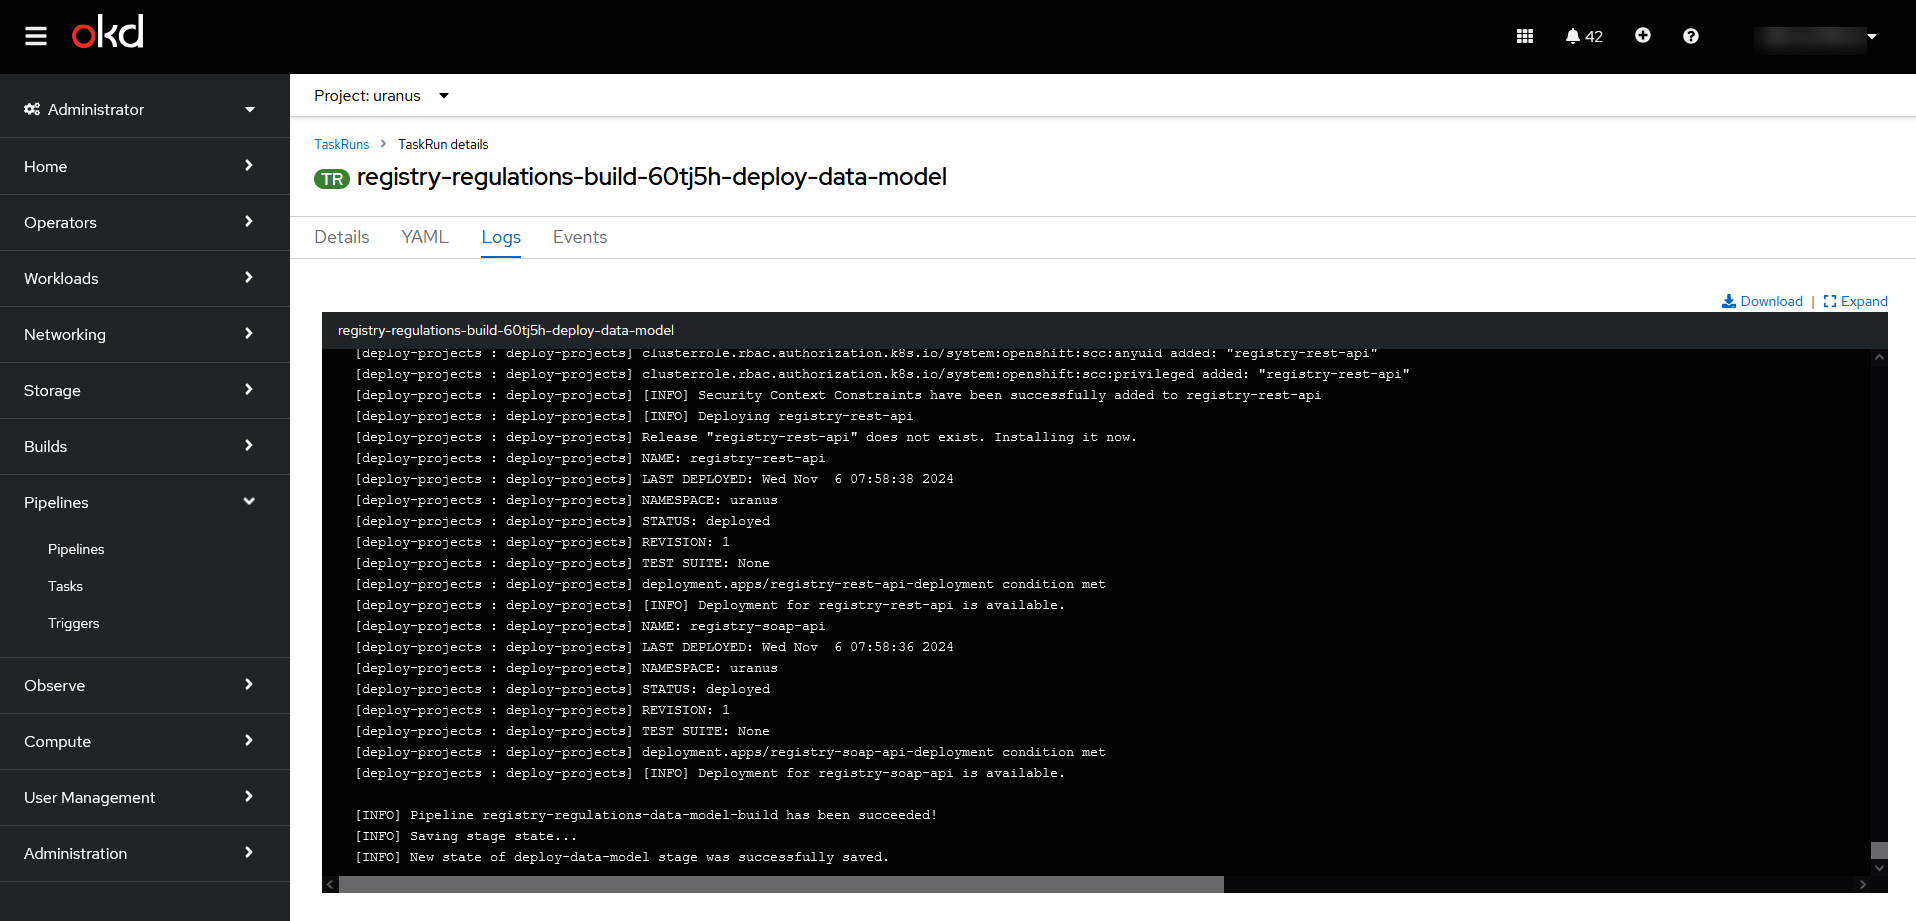 okd
42
Administrator
Home
Operators
Workloads
Networking
Storage
Builds
Pipelines
Pipelines
Tasks
Triggers
Observe
Compute
User Management
Administration
Project: uranus
TaskRuns > TaskRun details
TR registry-regulations-build-60tj5h-deploy-data-model
Details YAML Logs Events
Download | Expand
registry-regulations-build-60tj5h-deploy-data-model
[deploy-projects : deploy-projects] clusterrole.rbac.authorization.k8s.io/system:openshift:scc:anyuid added: "registry-rest-api"
[deploy-projects : deploy-projects] clusterrole.rbac.authorization.k8s.io/system:openshift:scc:privileged added: "registry-rest-api"
[deploy-projects : deploy-projects] [INFO] Security Context Constraints have been successfully added to registry-rest-api
[deploy-projects : deploy-projects] [INFO] Deploying registry-rest-api
[deploy-projects : deploy-projects] Release "registry-rest-api" does not exist. Installing it now.
[deploy-projects : deploy-projects] NAME: registry-rest-api
[deploy-projects : deploy-projects] LAST DEPLOYED: Wed Nov  6 07:58:38 2024
[deploy-projects : deploy-projects] NAMESPACE: uranus
[deploy-projects : deploy-projects] STATUS: deployed
[deploy-projects : deploy-projects] REVISION: 1
[deploy-projects : deploy-projects] TEST SUITE: None
[deploy-projects : deploy-projects] deployment.apps/registry-rest-api-deployment condition met
[deploy-projects : deploy-projects] [INFO] Deployment for registry-rest-api is available.
[deploy-projects : deploy-projects] NAME: registry-soap-api
[deploy-projects : deploy-projects] LAST DEPLOYED: Wed Nov  6 07:58:36 2024
[deploy-projects : deploy-projects] NAMESPACE: uranus
[deploy-projects : deploy-projects] STATUS: deployed
[deploy-projects : deploy-projects] REVISION: 1
[deploy-projects : deploy-projects] TEST SUITE: None
[deploy-projects : deploy-projects] deployment.apps/registry-soap-api-deployment condition met
[deploy-projects : deploy-projects] [INFO] Deployment for registry-soap-api is available.
[INFO] Pipeline registry-regulations-data-model-build has been succeeded!
[INFO] Saving stage state...
[INFO] New state of deploy-data-model stage was successfully saved.